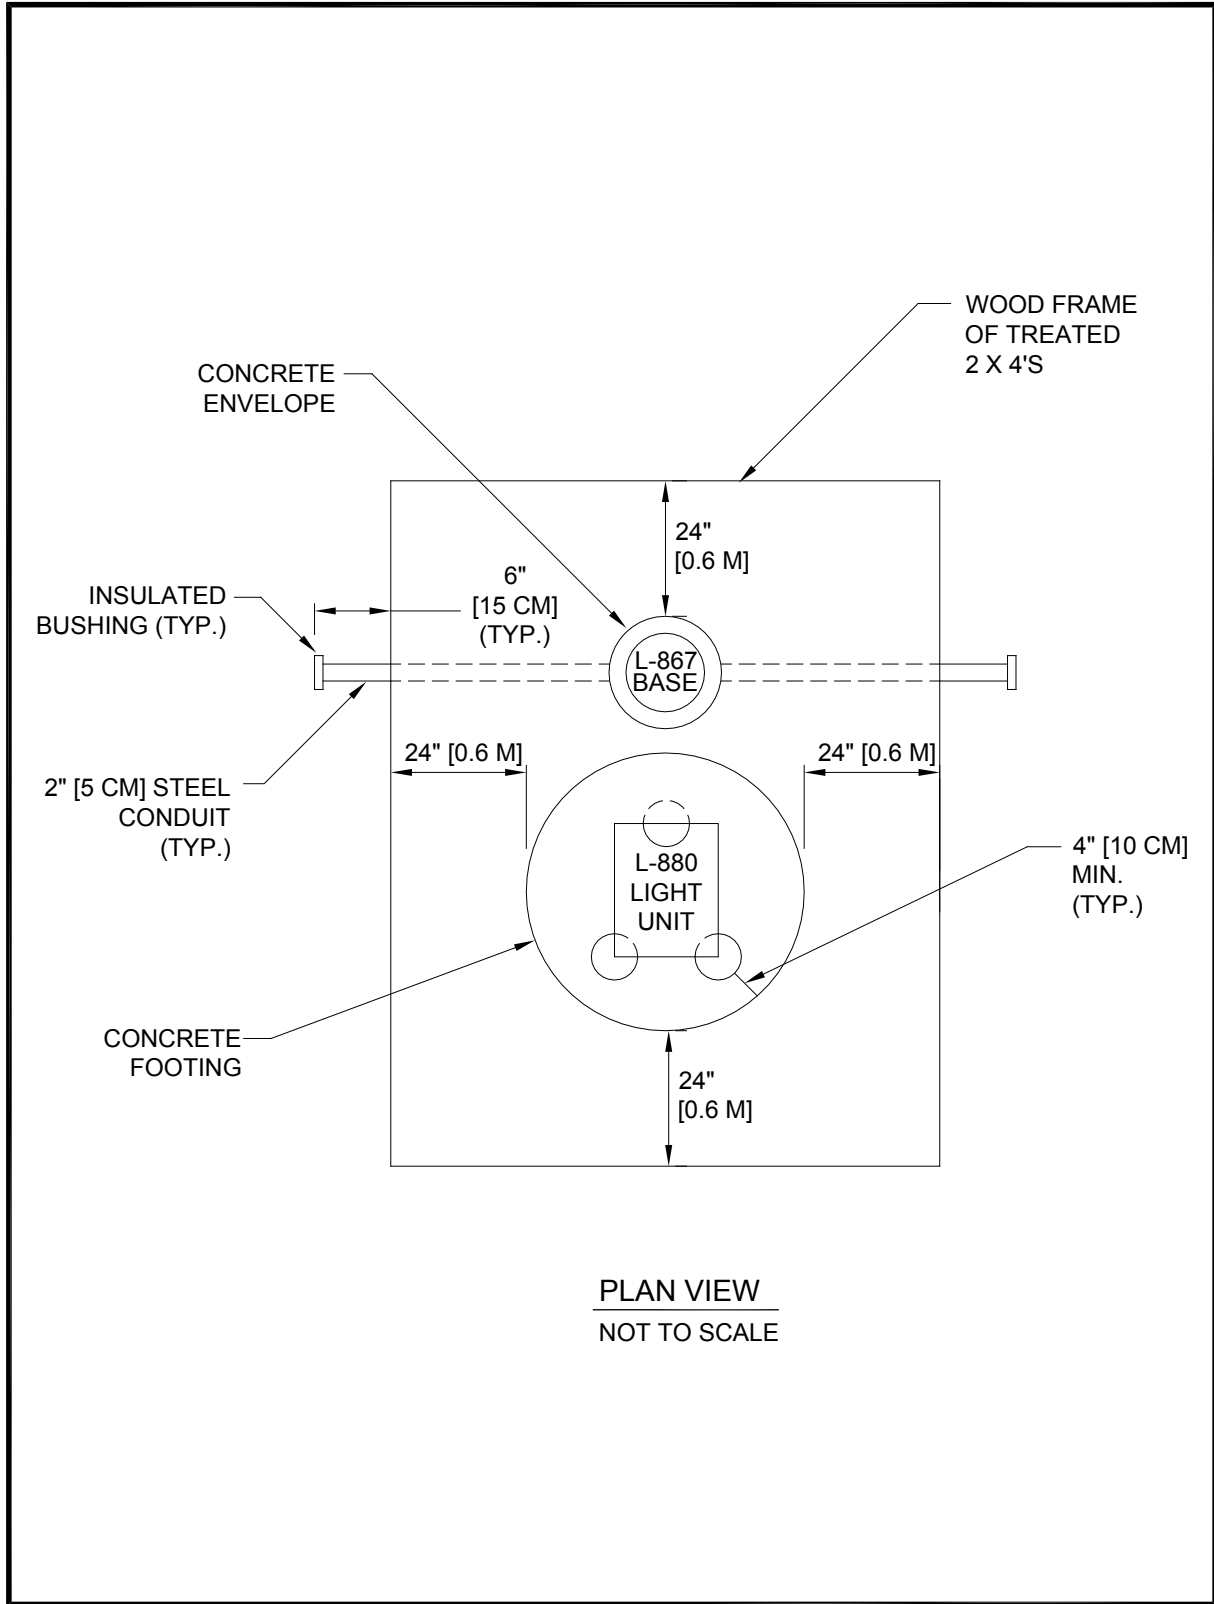 WOOD FRAME
OF TREATED
2 X 4'S
CONCRETE
ENVELOPE
24"
[0.6 M]
6"
[15 CM]
(TYP.)
INSULATED
BUSHING (TYP.)
L-867
BASE
24" [0.6 M]
24" [0.6 M]
2" [5 CM] STEEL
CONDUIT
(TYP.)
L-880
LIGHT
UNIT
4" [10 CM]
MIN.
(TYP.)
CONCRETE
FOOTING
24"
[0.6 M]
PLAN VIEW
NOT TO SCALE